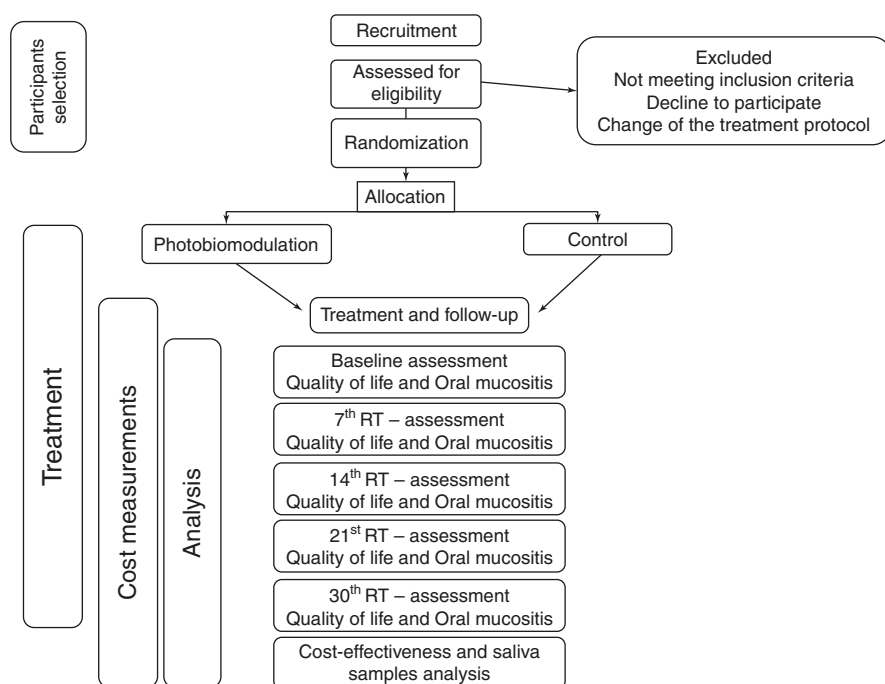 Participants
selection
Recruitment
Assessed for
eligibility
Excluded
Not meeting inclusion criteria
Decline to participate
Change of the treatment protocol
Randomization
Allocation
Photobiomodulation
Control
Treatment
Cost measurements
Analysis
Treatment and follow-up
Baseline assessment
Quality of life and Oral mucositis
7th RT – assessment
Quality of life and Oral mucositis
14th RT – assessment
Quality of life and Oral mucositis
21st RT – assessment
Quality of life and Oral mucositis
30th RT – assessment
Quality of life and Oral mucositis
Cost-effectiveness and saliva
samples analysis